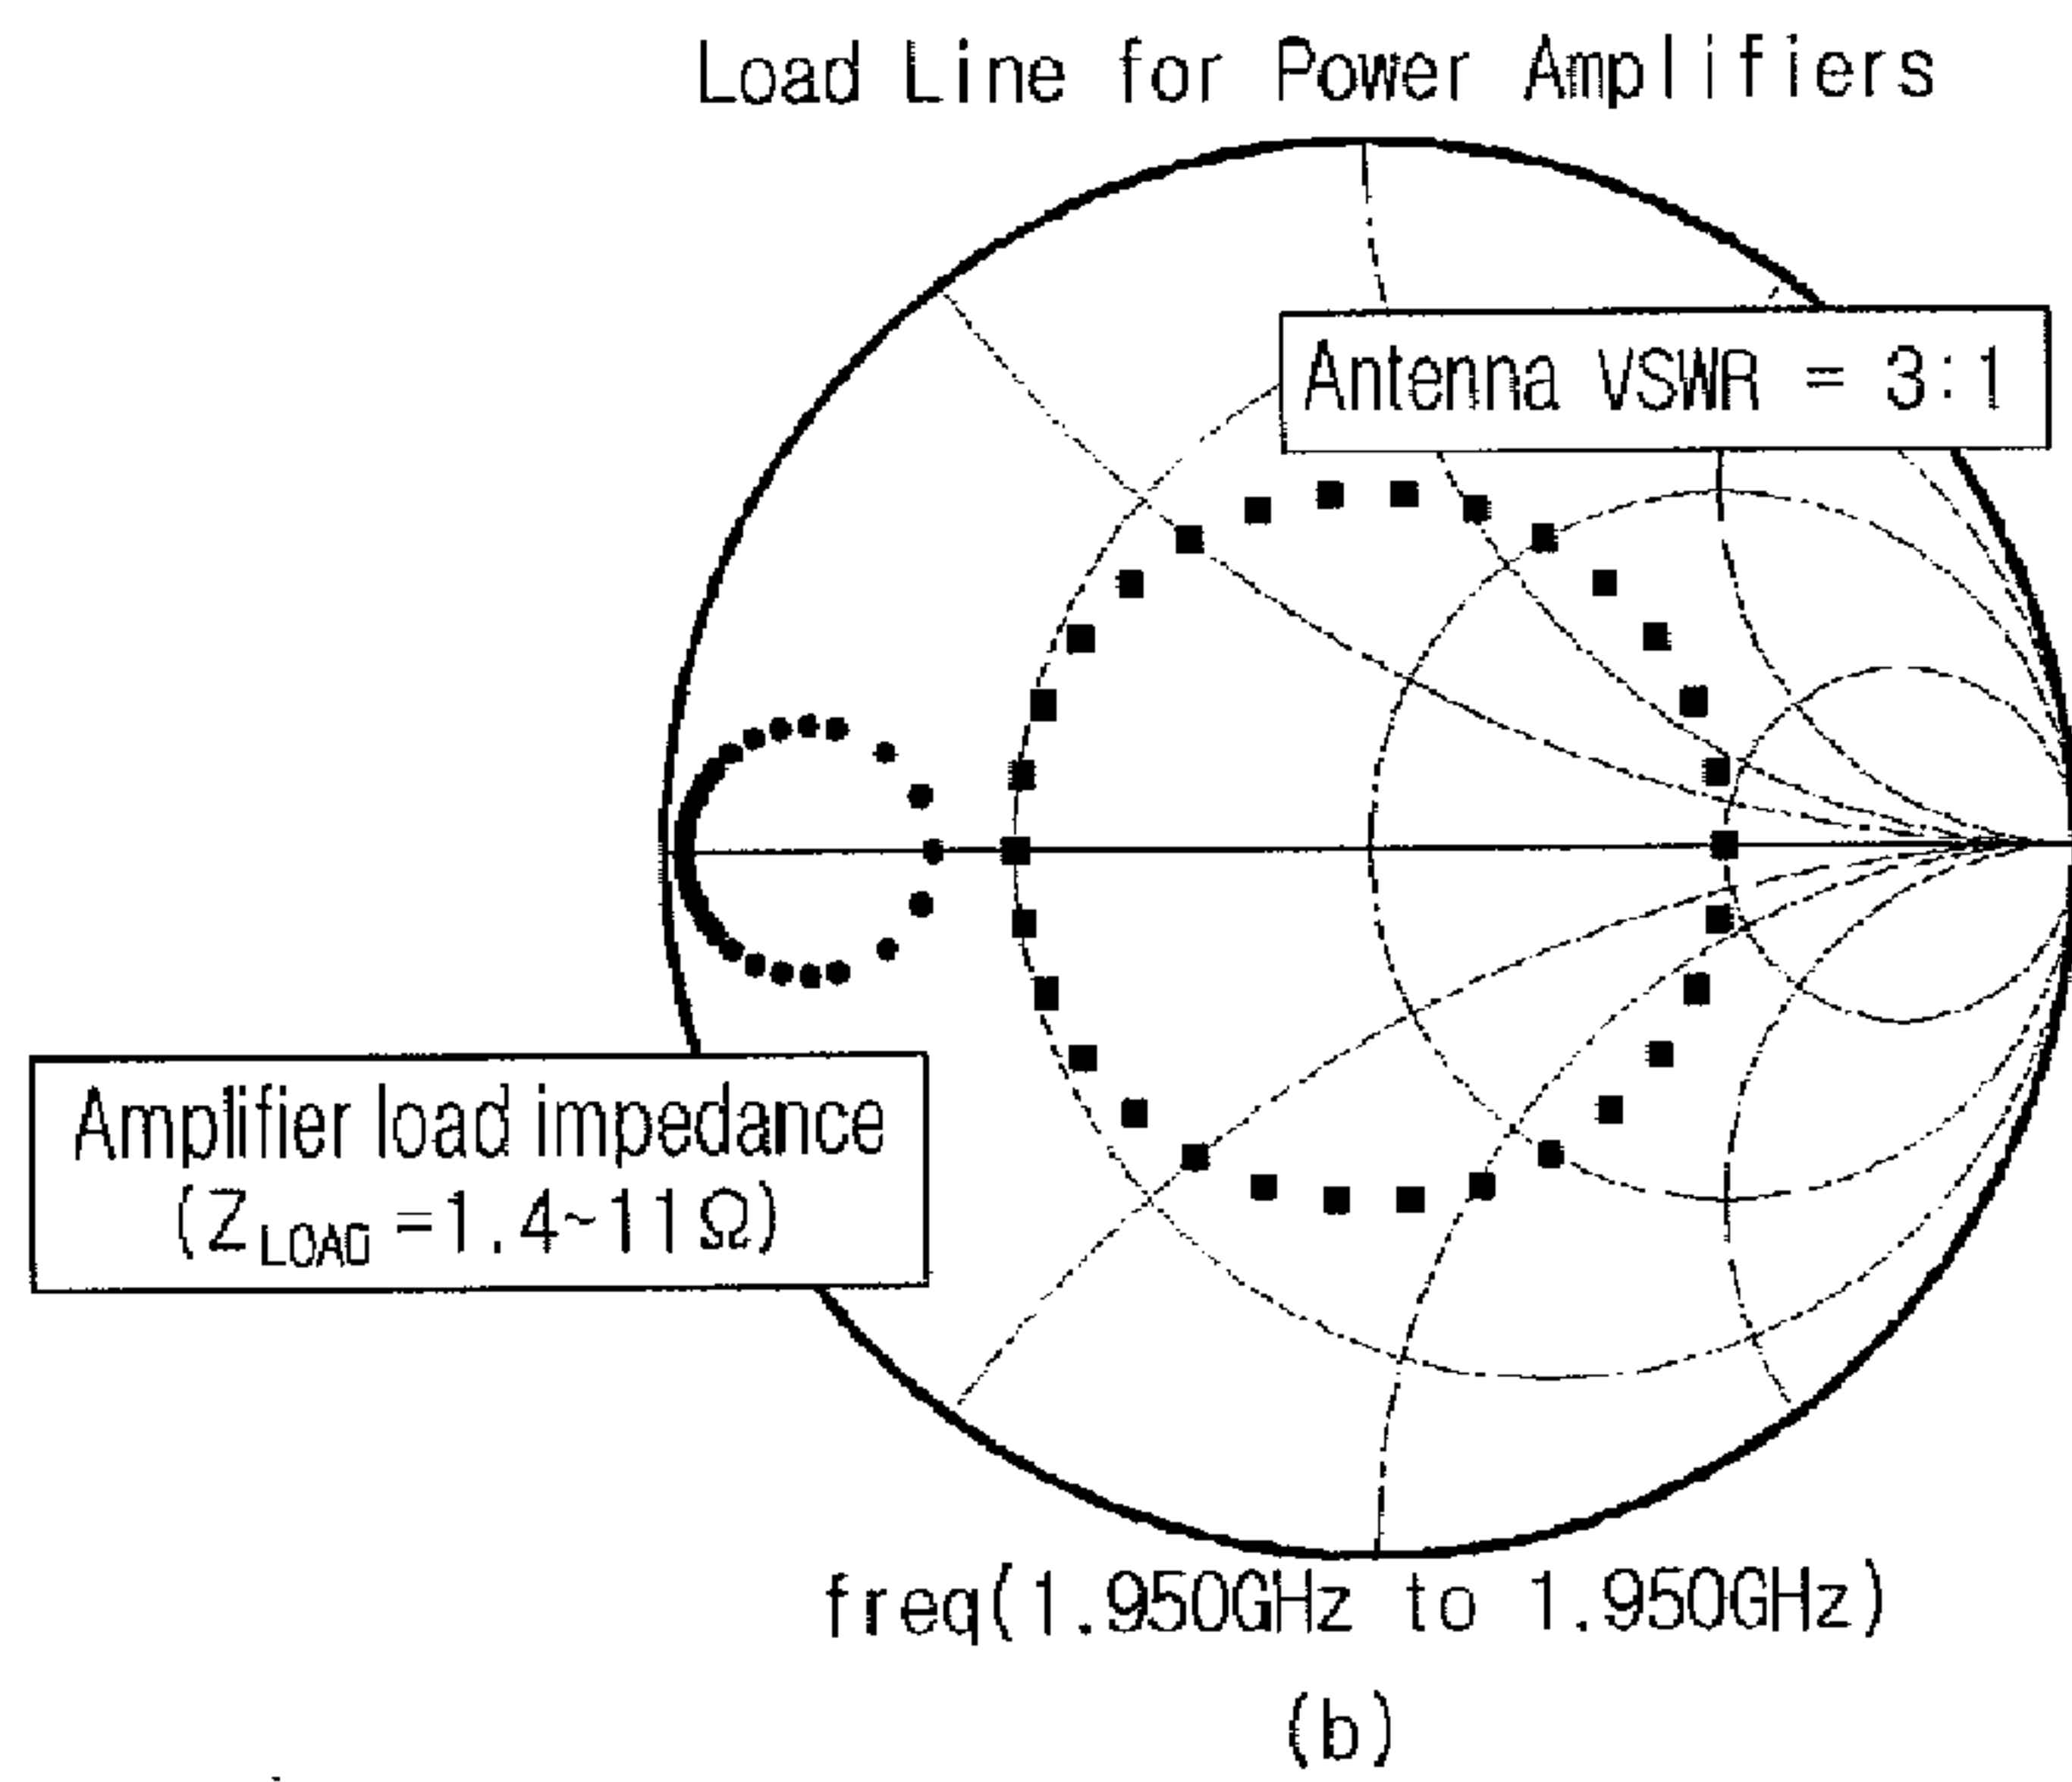 Load Line for Power Amplifiers
Antenna VSWR = 3:1
Amplifier load impedance
(Z_LOAD =1.4~11Ω)
freq(1.950GHz to 1.950GHz)
(b)